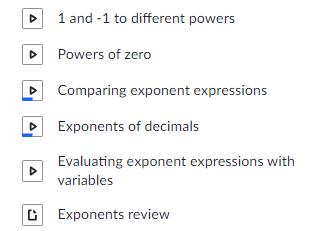 1 and -1 to different powers
Powers of zero
Comparing exponent expressions
Exponents of decimals
Evaluating exponent expressions with
variables
Exponents review